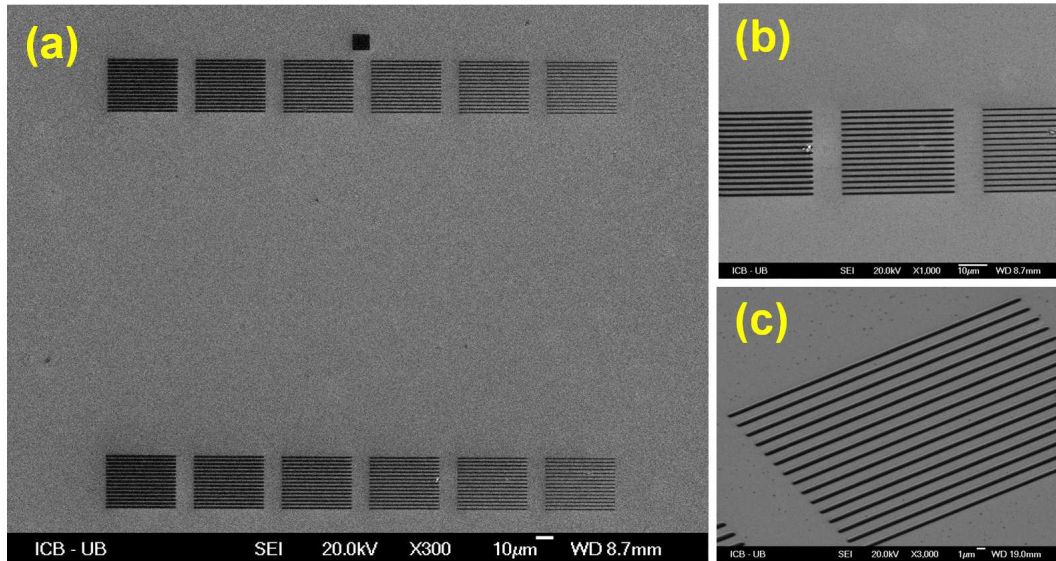 (a)
ICB - UB SEI 20.0kV X300 10μm WD 8.7mm
(b)
ICB - UB SEI 20.0kV X1,000 10μm WD 8.7mm
(c)
ICB - UB SEI 20.0kV X3,000 1μm WD 19.0mm